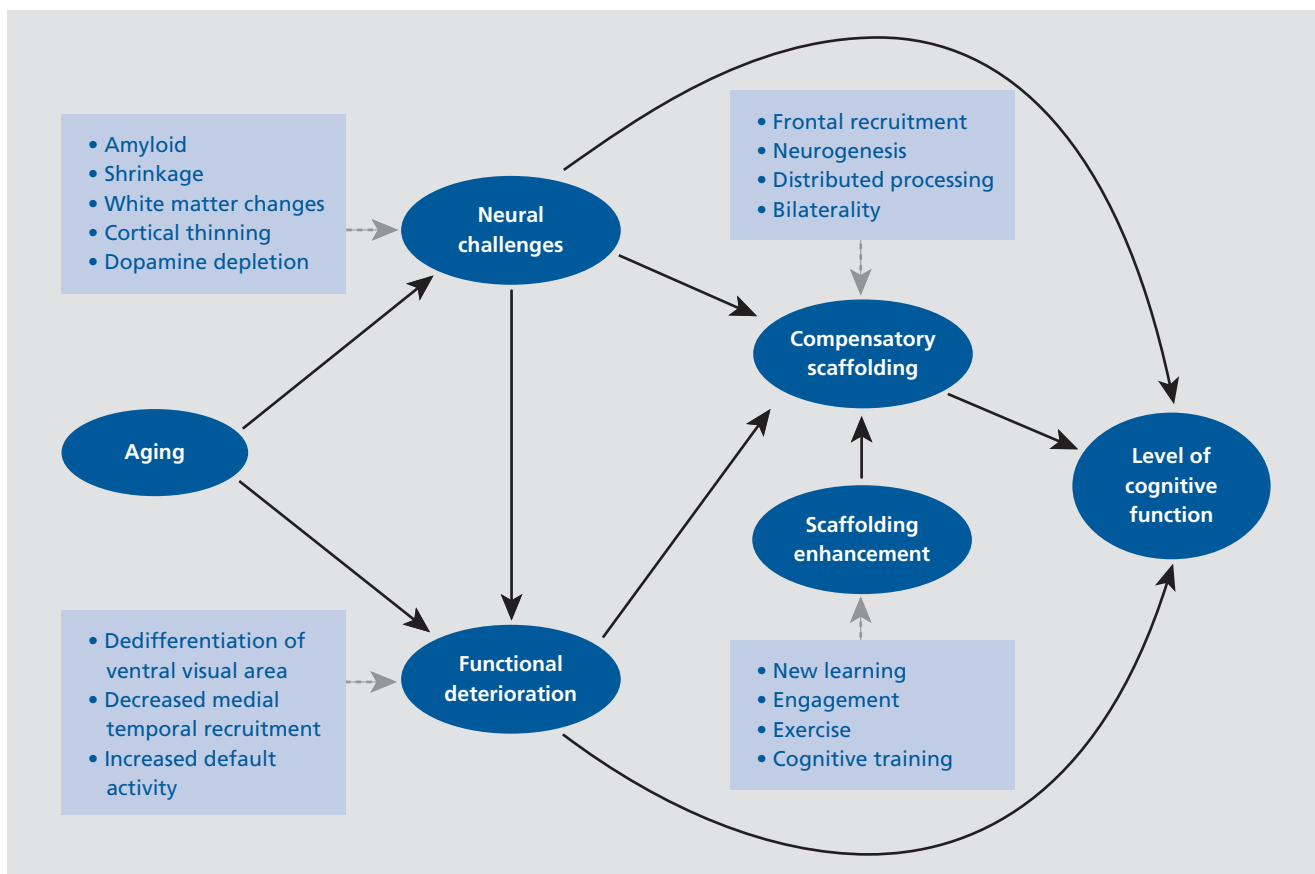 • Amyloid
• Shrinkage
• White matter changes
• Cortical thinning
• Dopamine depletion
Neural
challenges
• Frontal recruitment
• Neurogenesis
• Distributed processing
• Bilaterality
Compensatory
scaffolding
Aging
Level of
cognitive
function
Scaffolding
enhancement
• Dedifferentiation of
ventral visual area
• Decreased medial
temporal recruitment
• Increased default
activity
Functional
deterioration
• New learning
• Engagement
• Exercise
• Cognitive training